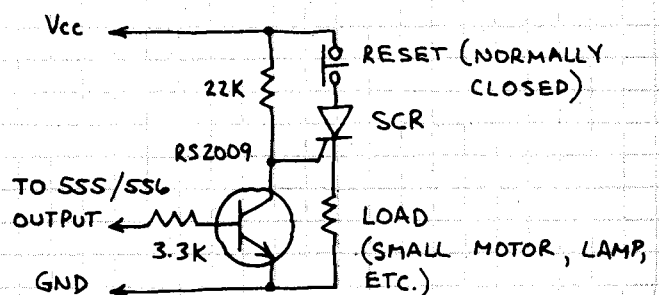 Vcc
RESET (NORMALLY
CLOSED)
22K
SCR
RS2009
TO 555/556
OUTPUT
3.3K
LOAD
(SMALL MOTOR, LAMP,
ETC.)
GND